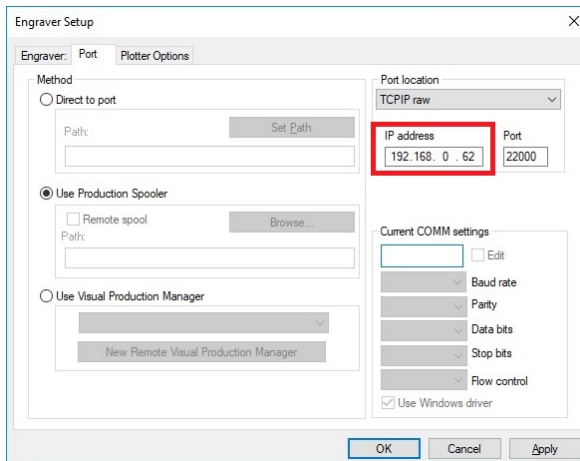 Engraver Setup
Engraver:
Port
Plotter Options
Method
Direct to port
Path:
Set Path
Use Production Spooler
Remote spool
Browse...
Path:
Use Visual Production Manager
New Remote Visual Production Manager
Port location
TCPIP raw
IP address
Port
192.168. 0 . 62
22000
Current COMM settings
Edit
Baud rate
Parity
Data bits
Stop bits
Flow control
Use Windows driver
OK
Cancel
Apply